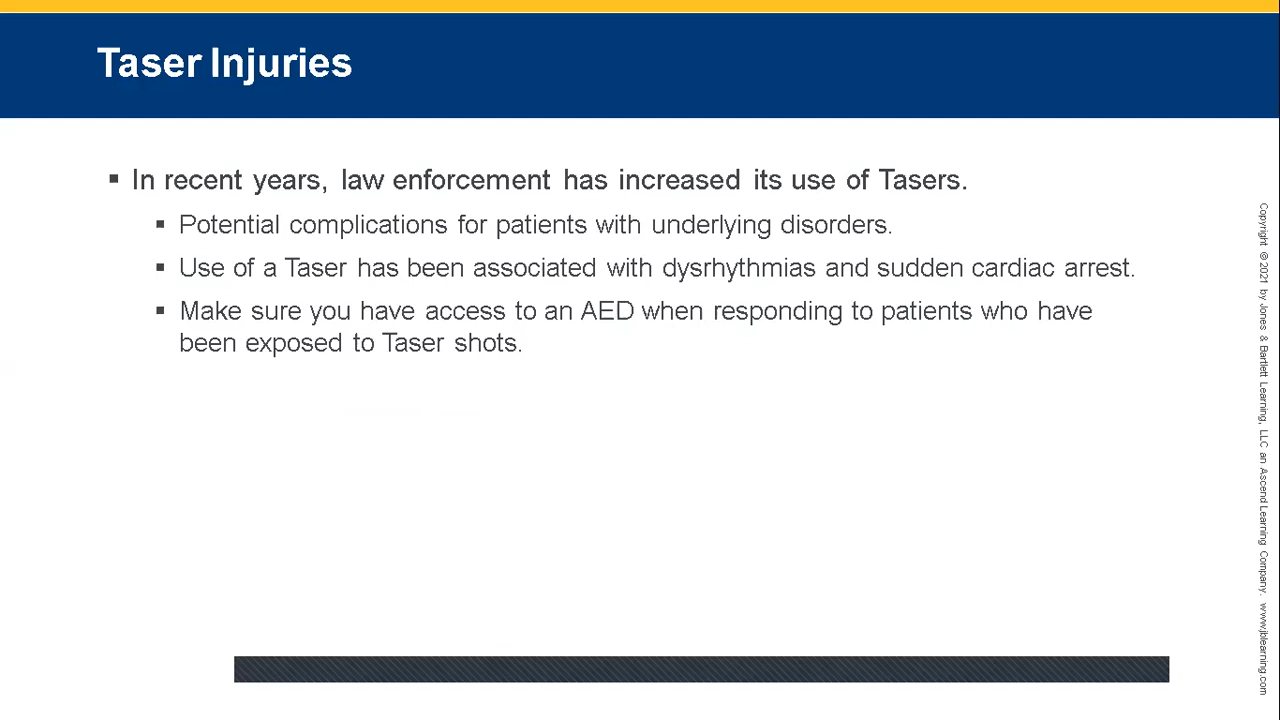 Taser Injuries
▪ In recent years, law enforcement has increased its use of Tasers.
▪ Potential complications for patients with underlying disorders.
▪ Use of a Taser has been associated with dysrhythmias and sudden cardiac arrest.
▪ Make sure you have access to an AED when responding to patients who have
been exposed to Taser shots.
Copyright © 2021 by Jones & Bartlett Learning, LLC an Ascend Learning Company. www.jblearning.com